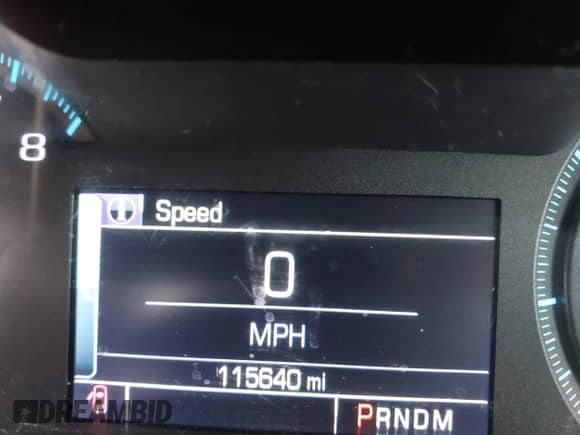 8
Speed
0
MPH
115640 mi
PRNDM
DREAMBID